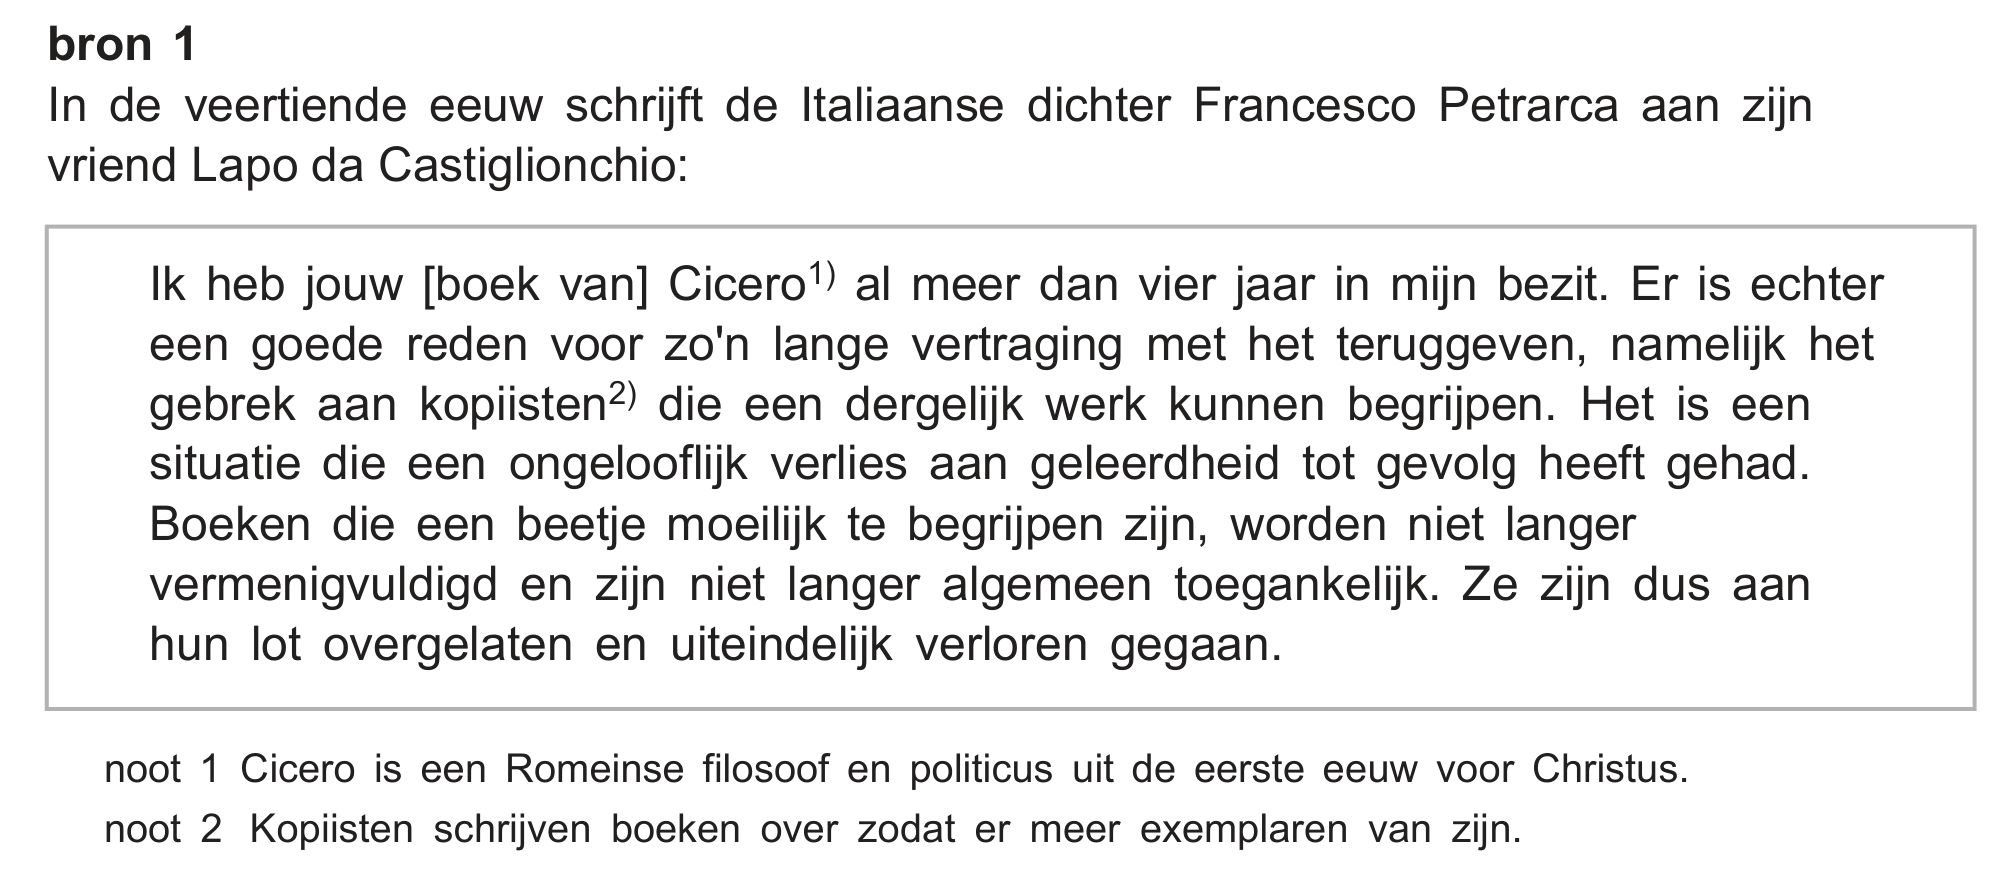 bron 1
In de veertiende eeuw schrijft de Italiaanse dichter Francesco Petrarca aan zijn
vriend Lapo da Castiglionchio:
Ik heb jouw [boek van] Cicero1) al meer dan vier jaar in mijn bezit. Er is echter
een goede reden voor zo'n lange vertraging met het teruggeven, namelijk het
gebrek aan kopiisten2) die een dergelijk werk kunnen begrijpen. Het is een
situatie die een ongelooflijk verlies aan geleerdheid tot gevolg heeft gehad.
Boeken die een beetje moeilijk te begrijpen zijn, worden niet langer
vermenigvuldigd en zijn niet langer algemeen toegankelijk. Ze zijn dus aan
hun lot overgelaten en uiteindelijk verloren gegaan.
noot 1 Cicero is een Romeinse filosoof en politicus uit de eerste eeuw voor Christus.
noot 2 Kopiisten schrijven boeken over zodat er meer exemplaren van zijn.